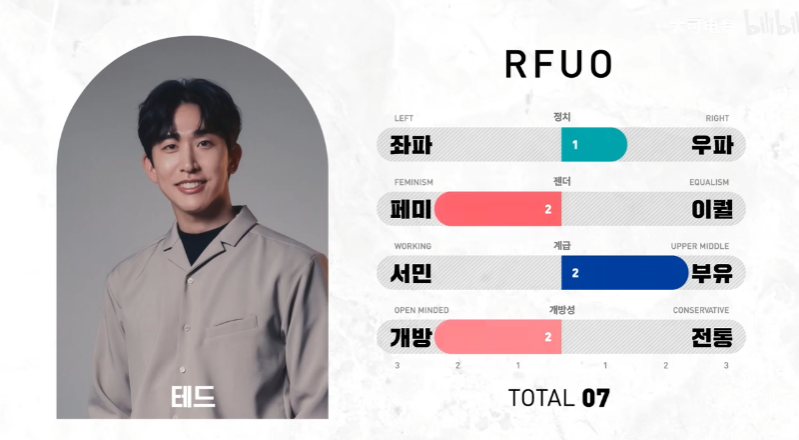 bilibili
RFUO
LEFT 정치 RIGHT
좌파 1 우파
FEMINISM 젠더 EQUALISM
페미 2 이퀄
WORKING 계급 UPPER MIDDLE
서민 2 부유
OPEN MINDED 개방성 CONSERVATIVE
개방 2 전통
3 2 1 1 2 3
테드
TOTAL 07